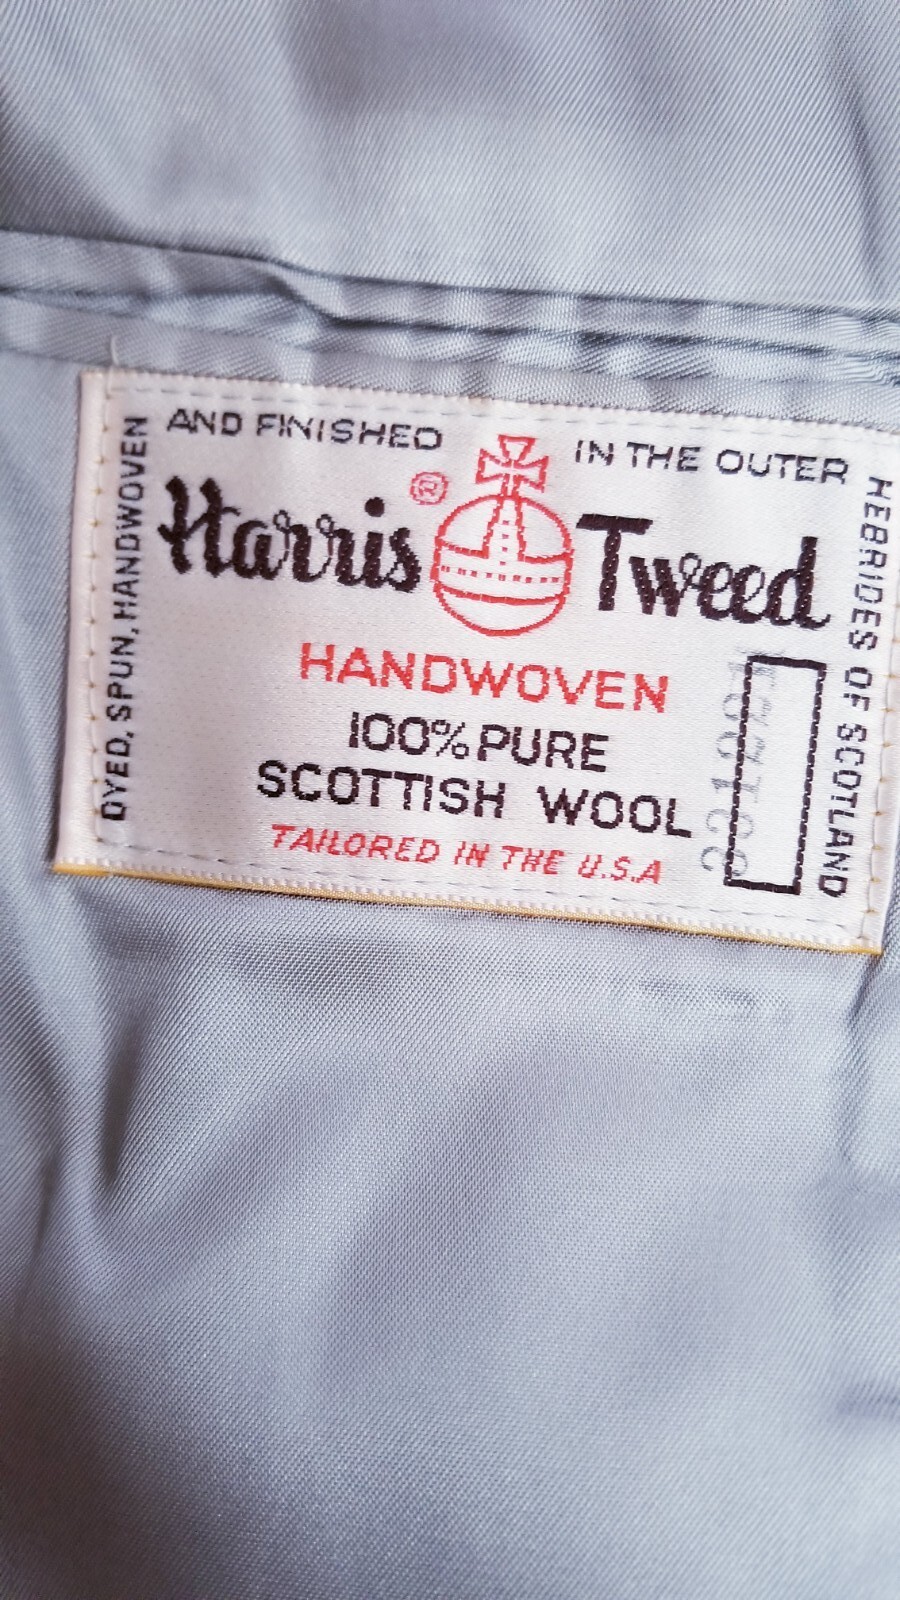 DYED, SPUN, HANDWOVEN
AND FINISHED
IN THE OUTER
HEBRIDES OF SCOTLAND
Harris® Tweed
HANDWOVEN
100% PURE
SCOTTISH WOOL
TAILORED IN THE U.S.A